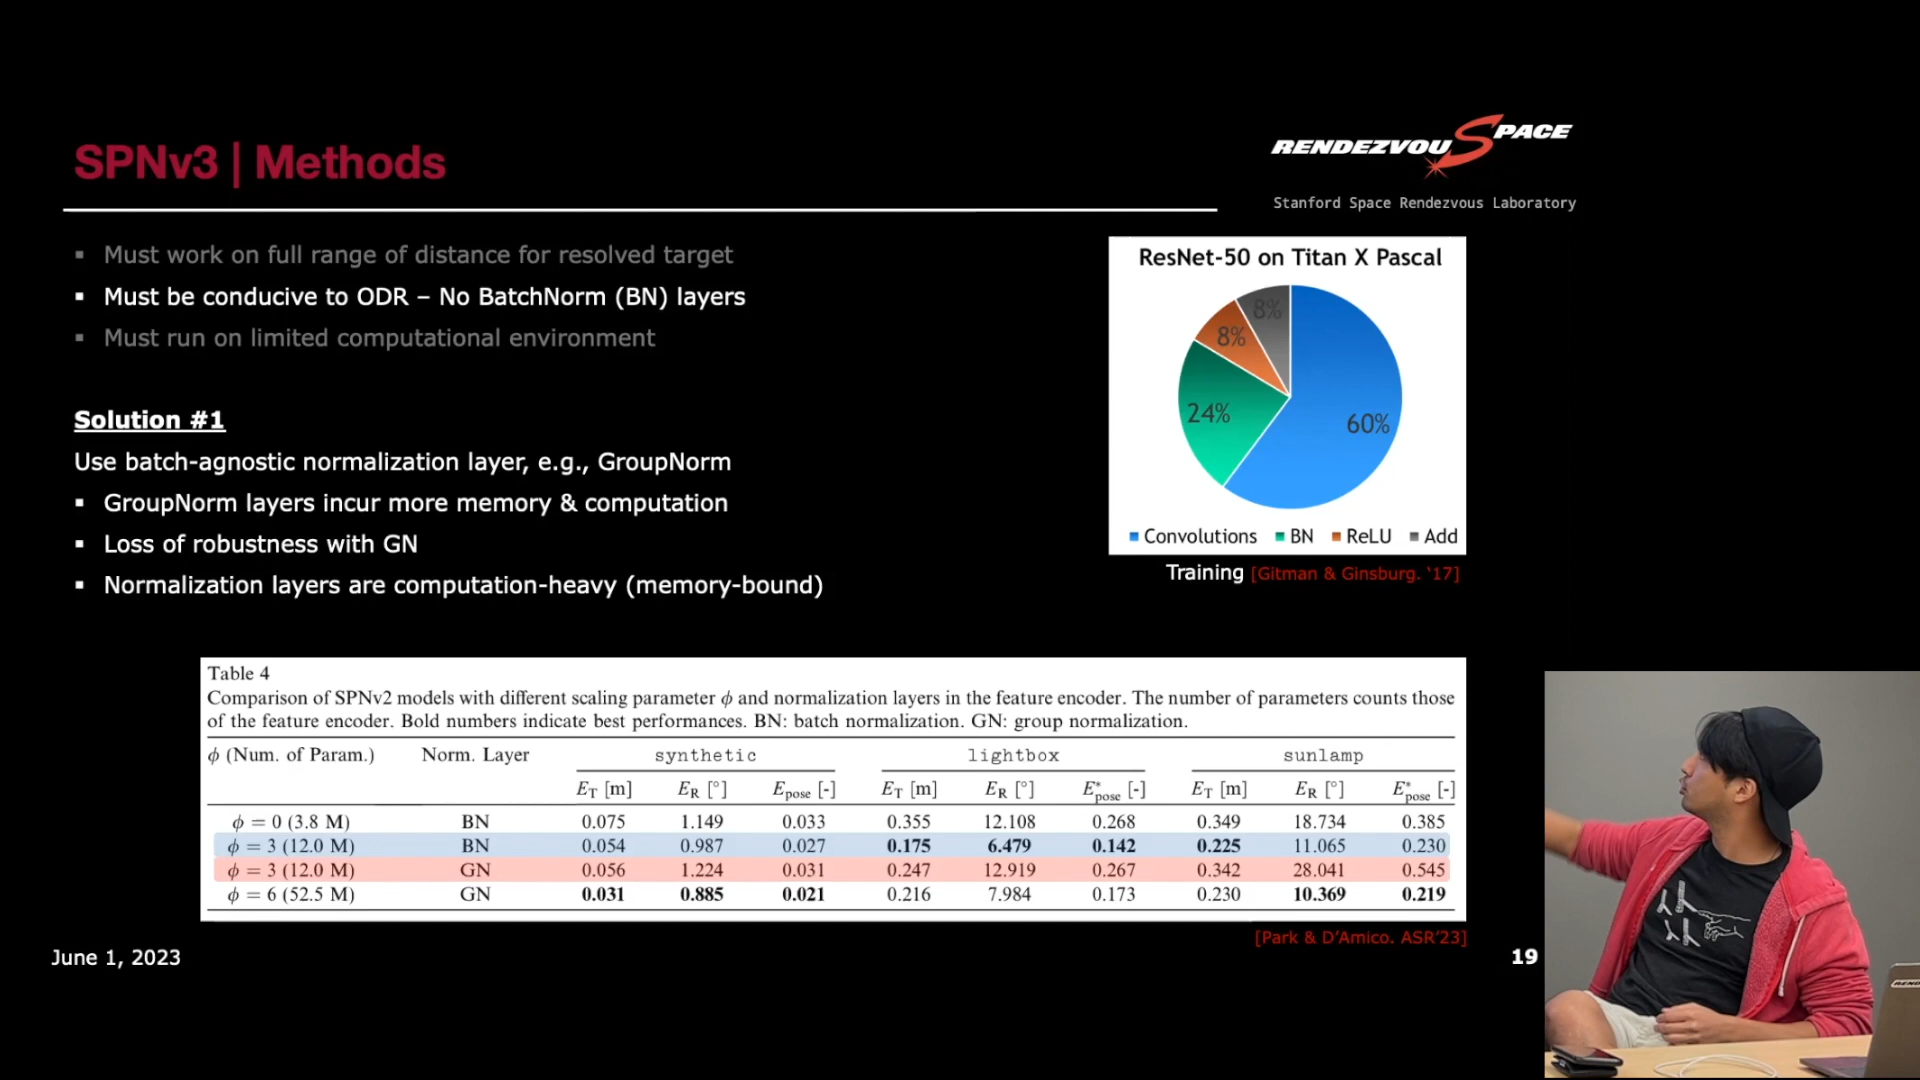 SPNv3 | Methods
RENDEZVOUSPACE
Stanford Space Rendezvous Laboratory
▪ Must work on full range of distance for resolved target
▪ Must be conducive to ODR – No BatchNorm (BN) layers
▪ Must run on limited computational environment
Solution #1
Use batch-agnostic normalization layer, e.g., GroupNorm
▪ GroupNorm layers incur more memory & computation
▪ Loss of robustness with GN
▪ Normalization layers are computation-heavy (memory-bound)
ResNet-50 on Titan X Pascal
8%
8%
24%
60%
Convolutions BN ReLU Add
Training [Gitman & Ginsburg. ‘17]
Table 4
Comparison of SPNv2 models with different scaling parameter ϕ and normalization layers in the feature encoder. The number of parameters counts those
of the feature encoder. Bold numbers indicate best performances. BN: batch normalization. GN: group normalization.
ϕ (Num. of Param.) Norm. Layer synthetic lightbox sunlamp
E_T [m] E_R [°] E_pose [-] E_T [m] E_R [°] E*_pose [-] E_T [m] E_R [°] E*_pose [-]
ϕ = 0 (3.8 M) BN 0.075 1.149 0.033 0.355 12.108 0.268 0.349 18.734 0.385
ϕ = 3 (12.0 M) BN 0.054 0.987 0.027 0.175 6.479 0.142 0.225 11.065 0.230
ϕ = 3 (12.0 M) GN 0.056 1.224 0.031 0.247 12.919 0.267 0.342 28.041 0.545
ϕ = 6 (52.5 M) GN 0.031 0.885 0.021 0.216 7.984 0.173 0.230 10.369 0.219
[Park & D’Amico. ASR’23]
June 1, 2023
19